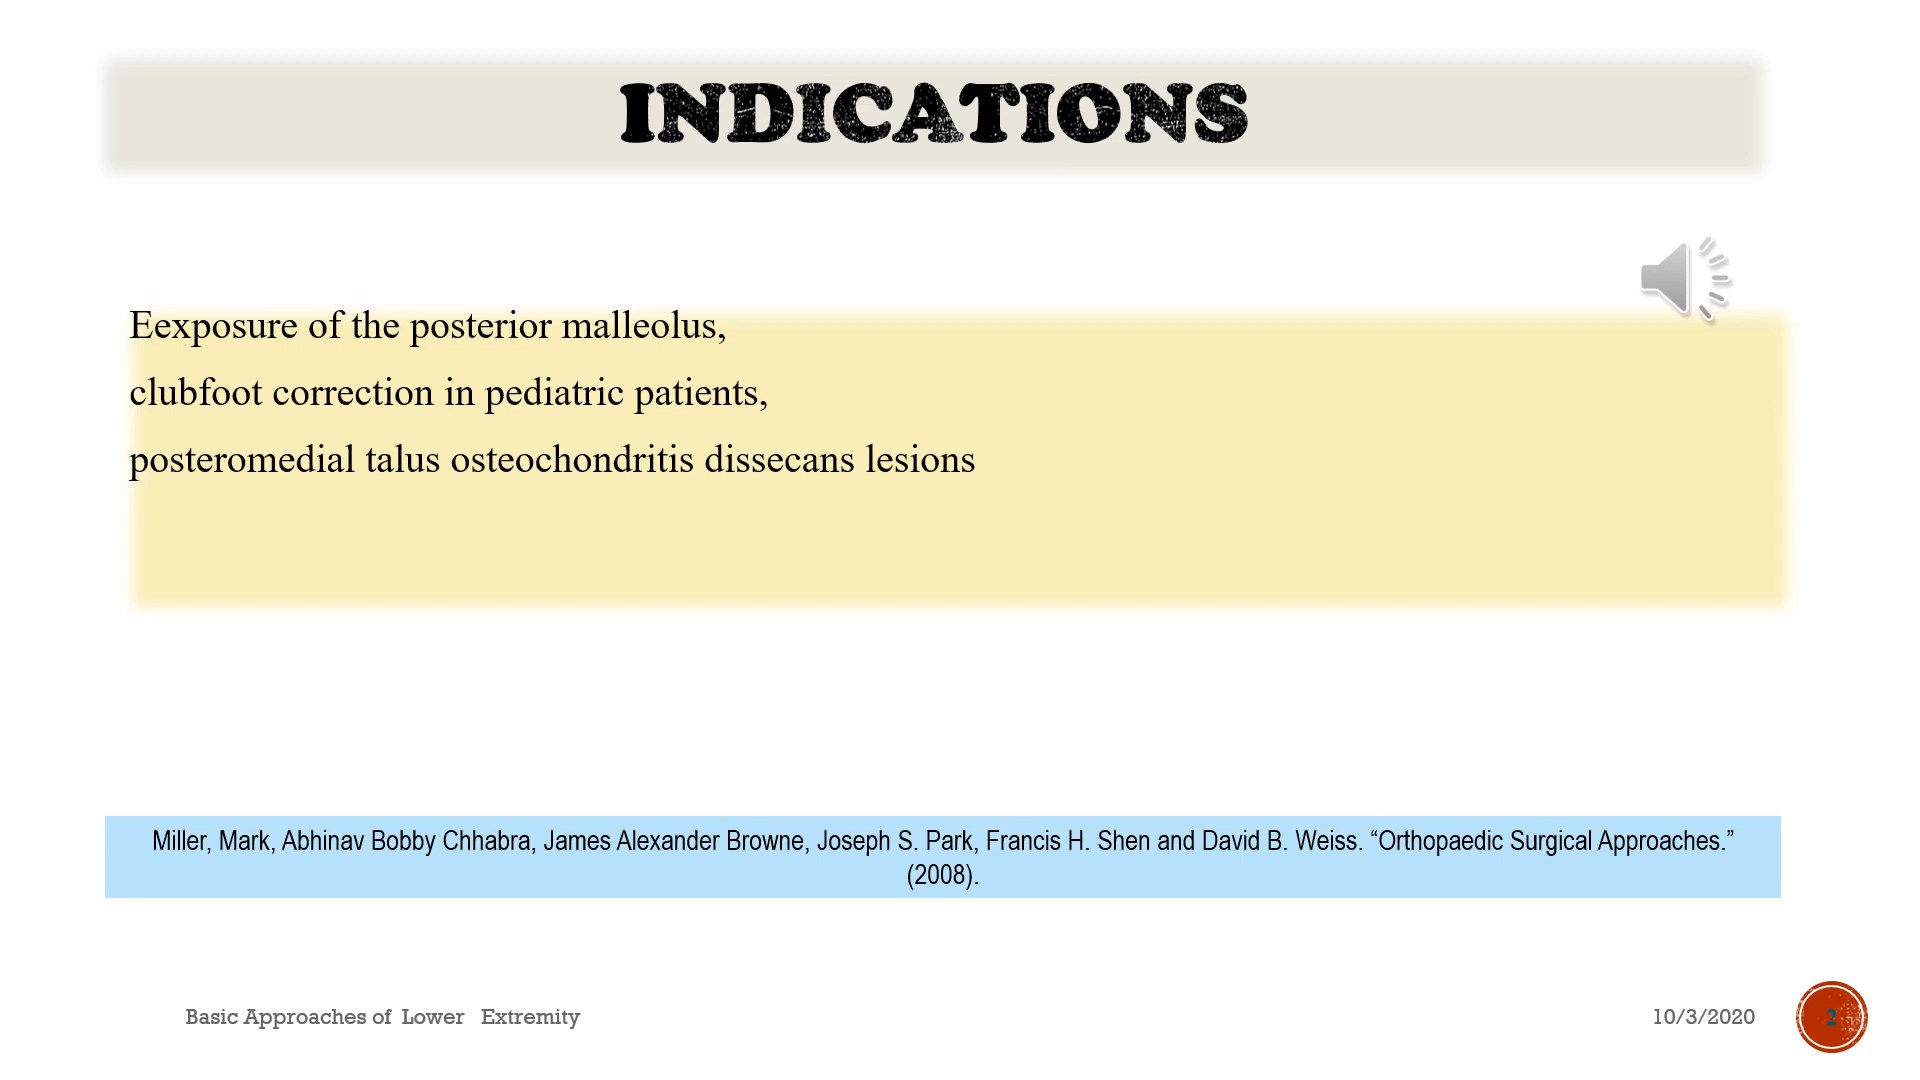 INDICATIONS
Eexposure of the posterior malleolus,
clubfoot correction in pediatric patients,
posteromedial talus osteochondritis dissecans lesions
Miller, Mark, Abhinav Bobby Chhabra, James Alexander Browne, Joseph S. Park, Francis H. Shen and David B. Weiss. “Orthopaedic Surgical Approaches.”
(2008).
Basic Approaches of Lower Extremity
10/3/2020
2